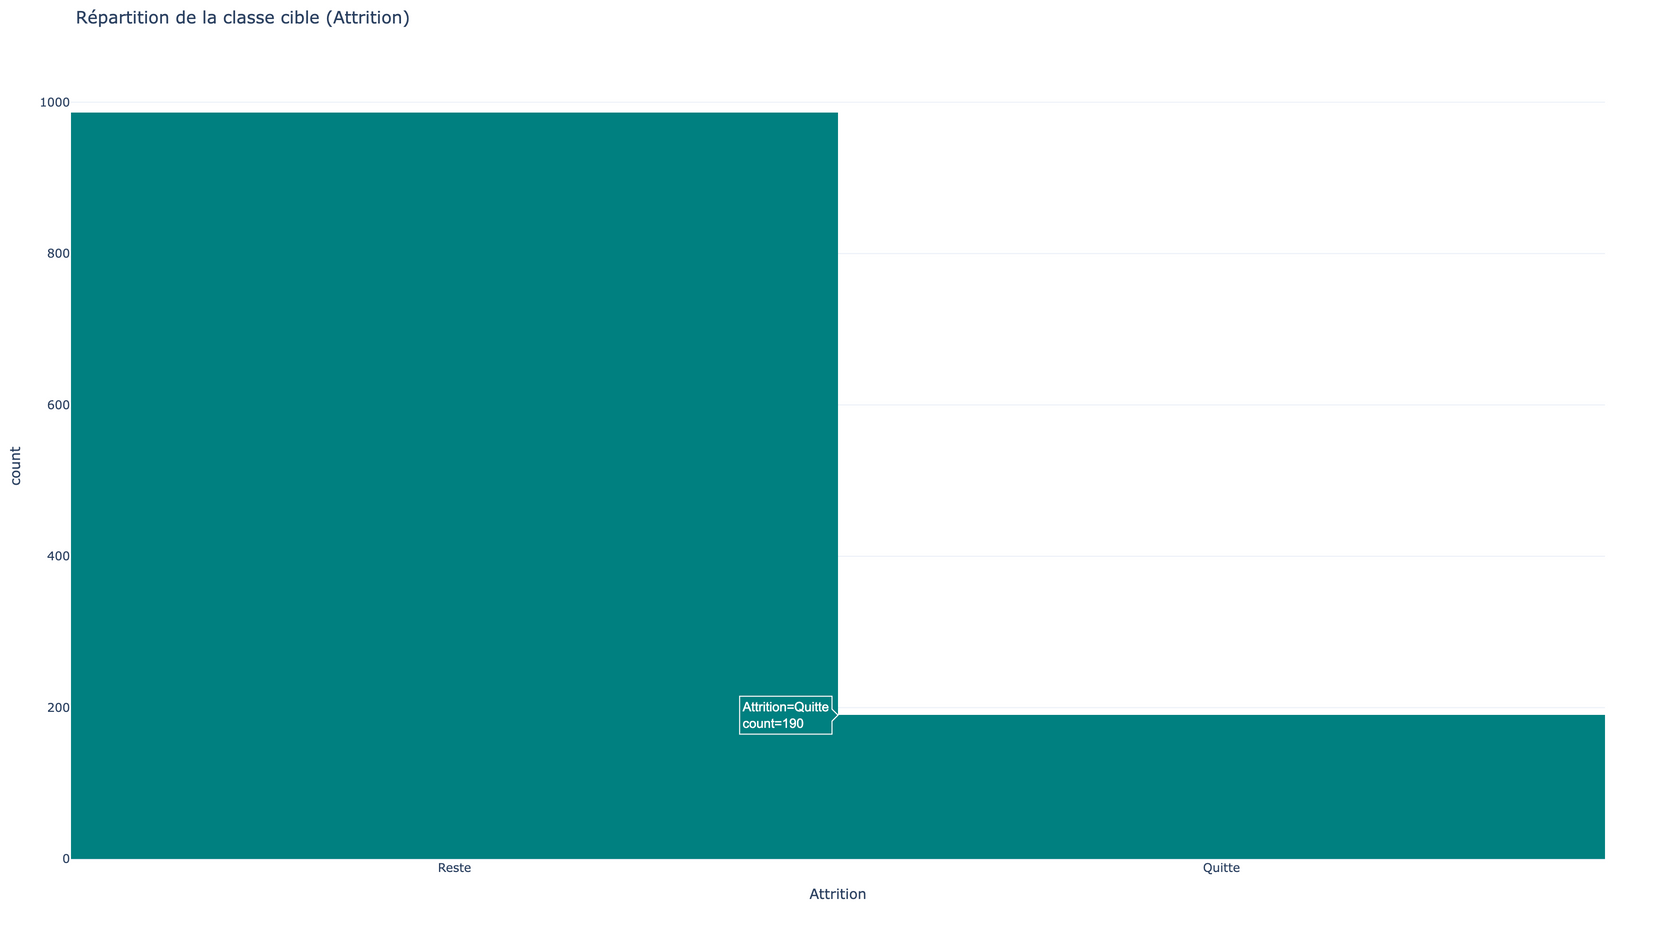 Répartition de la classe cible (Attrition)
1000
800
600
400
200
0
count
Attrition=Quitte
count=190
Reste
Quitte
Attrition